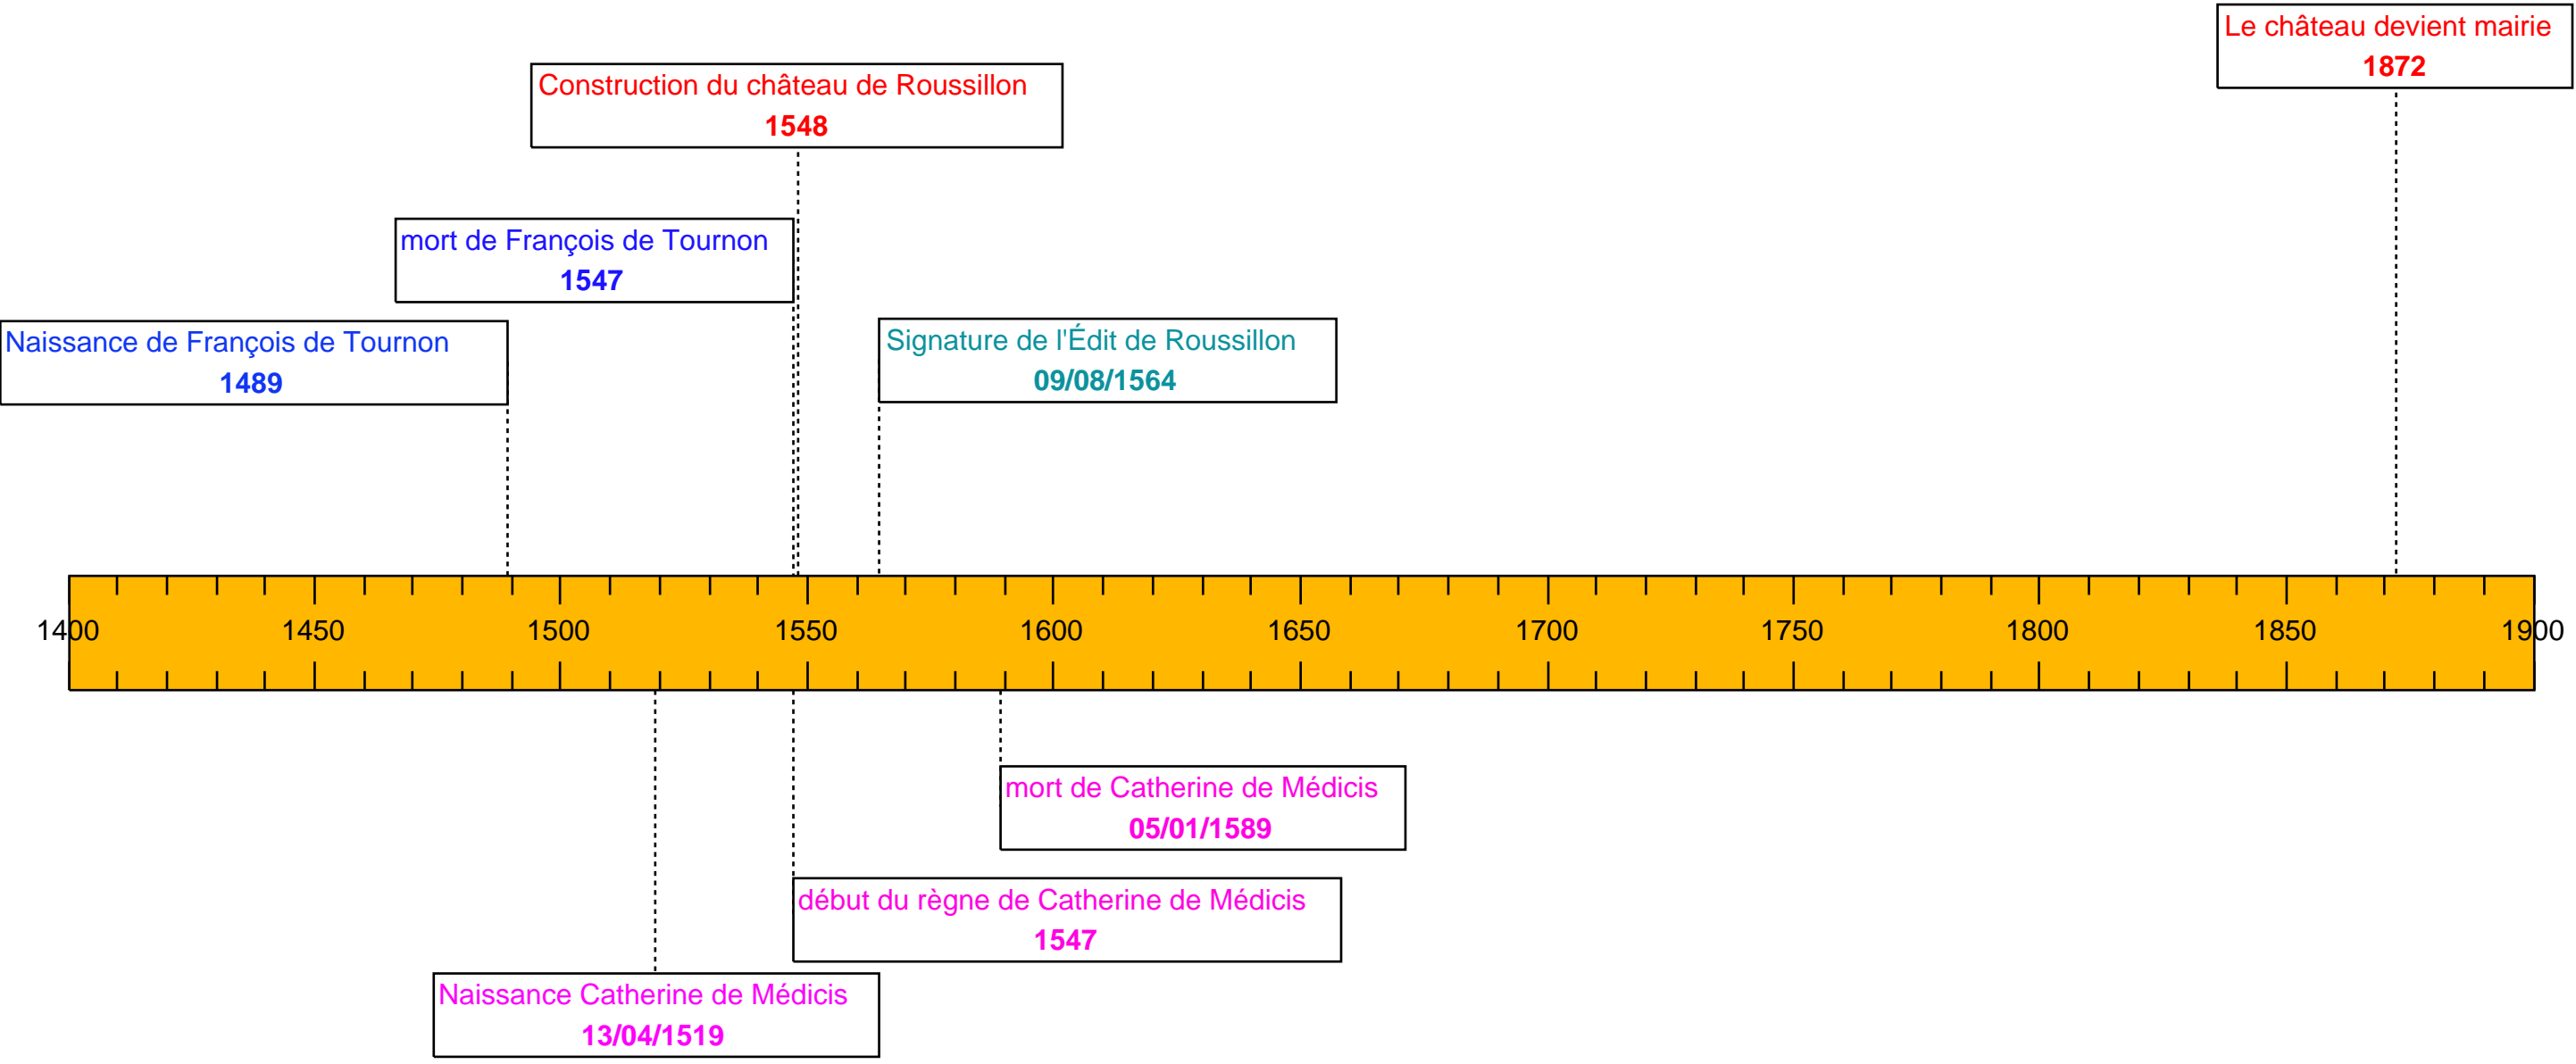 Le château devient mairie
1872
Construction du château de Roussillon
1548
mort de François de Tournon
1547
Naissance de François de Tournon
1489
Signature de l'Édit de Roussillon
09/08/1564
1400 1450 1500 1550 1600 1650 1700 1750 1800 1850 1900
mort de Catherine de Médicis
05/01/1589
début du règne de Catherine de Médicis
1547
Naissance Catherine de Médicis
13/04/1519